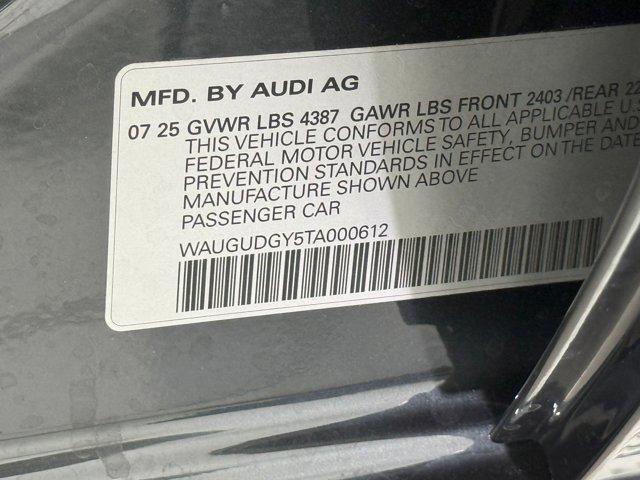 MFD. BY AUDI AG
07 25 GVWR LBS 4387 GAWR LBS FRONT 2403 /REAR 22
THIS VEHICLE CONFORMS TO ALL APPLICABLE
FEDERAL MOTOR VEHICLE SAFETY, BUMPER AND
PREVENTION STANDARDS IN EFFECT ON THE DATE
MANUFACTURE SHOWN ABOVE
PASSENGER CAR
WAUGUDGY5TA000612